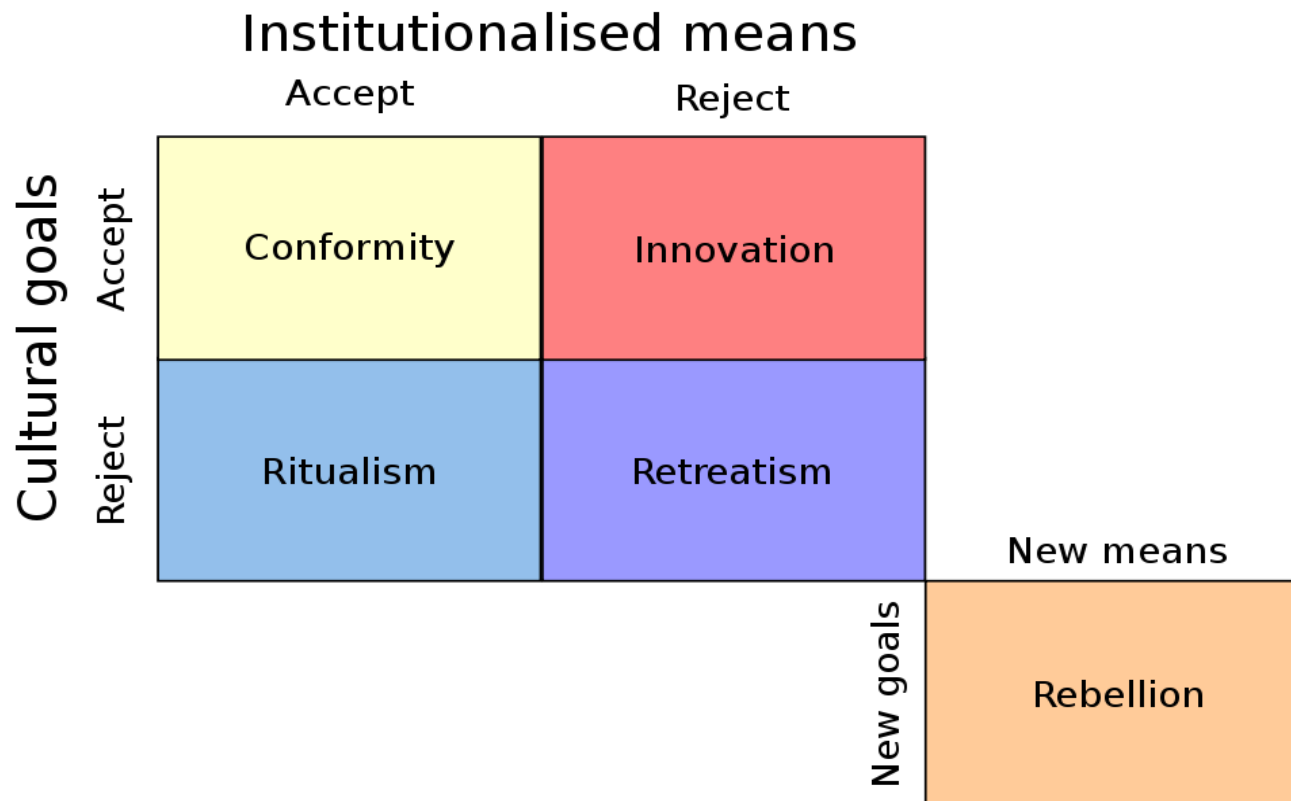 Institutionalised means
Accept
Reject
Cultural goals
Accept
Conformity
Innovation
Reject
Ritualism
Retreatism
New means
New goals
Rebellion